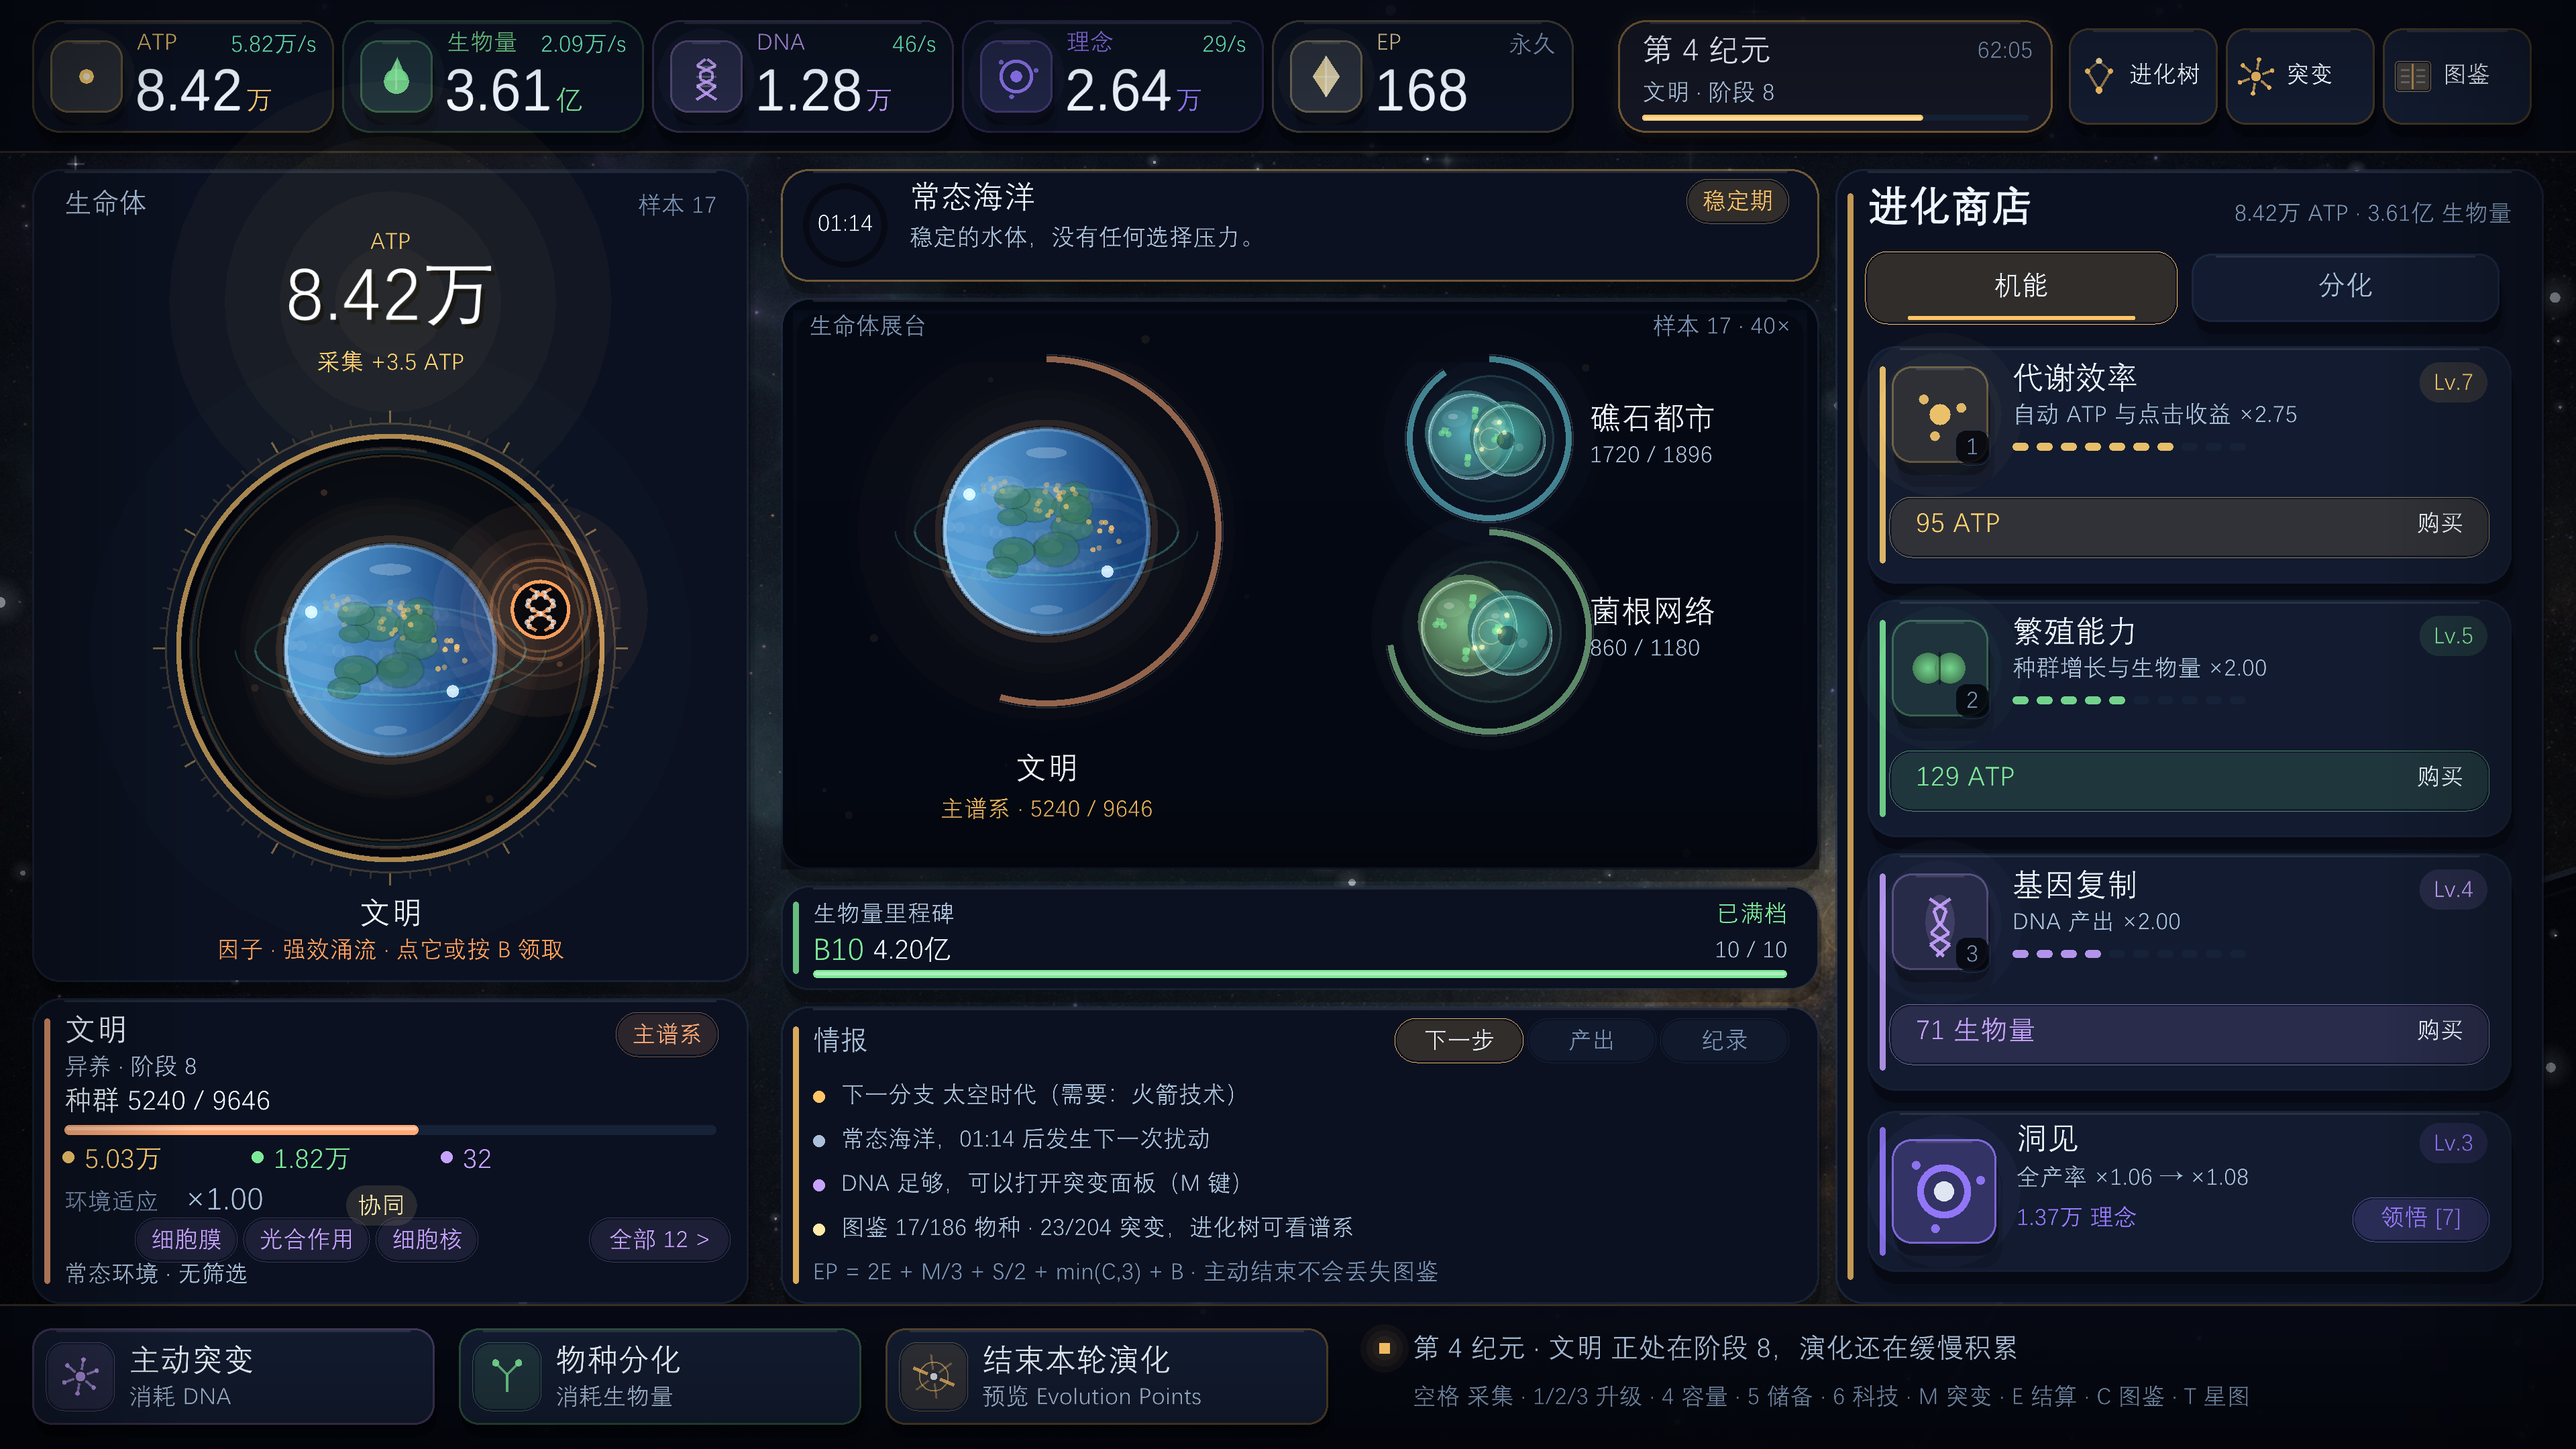 ATP 5.82万/s
8.42万
生物量 2.09万/s
3.61亿
DNA 46/s
1.28万
理念 29/s
2.64万
EP 永久
168
第 4 纪元 62:05
文明 · 阶段 8
进化树
突变
图鉴
生命体 样本 17
ATP
8.42万
采集 +3.5 ATP
文明
因子 · 强效涌流 · 点它或按 B 领取
文明 主谱系
异养 · 阶段 8
种群 5240 / 9646
5.03万 1.82万 32
环境适应 ×1.00 协同
细胞膜 光合作用 细胞核 全部 12 >
常态环境 · 无筛选
01:14
常态海洋 稳定期
稳定的水体，没有任何选择压力。
生命体展台 样本 17 · 40×
礁石都市
1720 / 1896
菌根网络
860 / 1180
文明
主谱系 · 5240 / 9646
生物量里程碑 已满档
B10 4.20亿 10 / 10
情报 下一步 产出 纪录
下一分支 太空时代（需要：火箭技术）
常态海洋，01:14 后发生下一次扰动
DNA 足够，可以打开突变面板（M 键）
图鉴 17/186 物种 · 23/204 突变，进化树可看谱系
EP = 2E + M/3 + S/2 + min(C,3) + B · 主动结束不会丢失图鉴
进化商店 8.42万 ATP · 3.61亿 生物量
机能 分化
代谢效率 Lv.7
自动 ATP 与点击收益 ×2.75
1
95 ATP 购买
繁殖能力 Lv.5
种群增长与生物量 ×2.00
2
129 ATP 购买
基因复制 Lv.4
DNA 产出 ×2.00
3
71 生物量 购买
洞见 Lv.3
全产率 ×1.06 → ×1.08
1.37万 理念 领悟 [7]
主动突变
消耗 DNA
物种分化
消耗生物量
结束本轮演化
预览 Evolution Points
第 4 纪元 · 文明 正处在阶段 8，演化还在缓慢积累
空格 采集 · 1/2/3 升级 · 4 容量 · 5 储备 · 6 科技 · M 突变 · E 结算 · C 图鉴 · T 星图